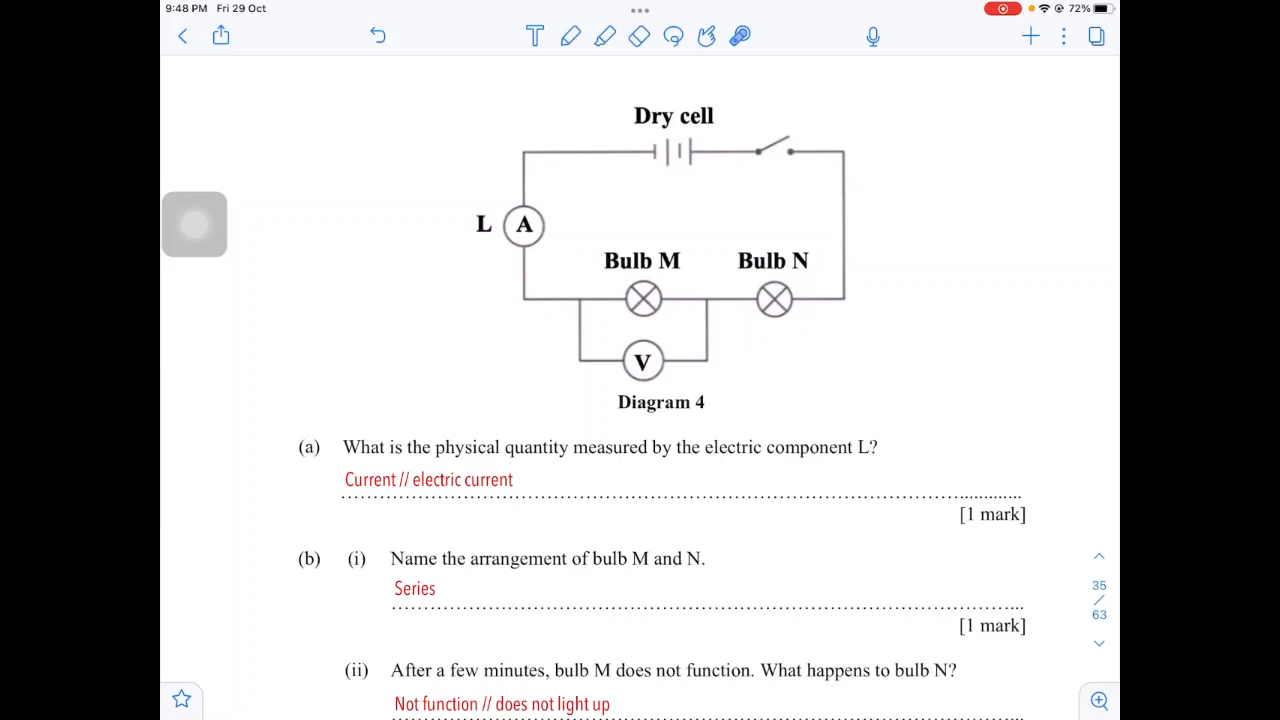 9:48 PM Fri 29 Oct
72%
T
Dry cell
L A
Bulb M Bulb N
V
Diagram 4
(a) What is the physical quantity measured by the electric component L?
Current // electric current
[1 mark]
(b) (i) Name the arrangement of bulb M and N.
Series
[1 mark]
35
/
63
(ii) After a few minutes, bulb M does not function. What happens to bulb N?
Not function // does not light up